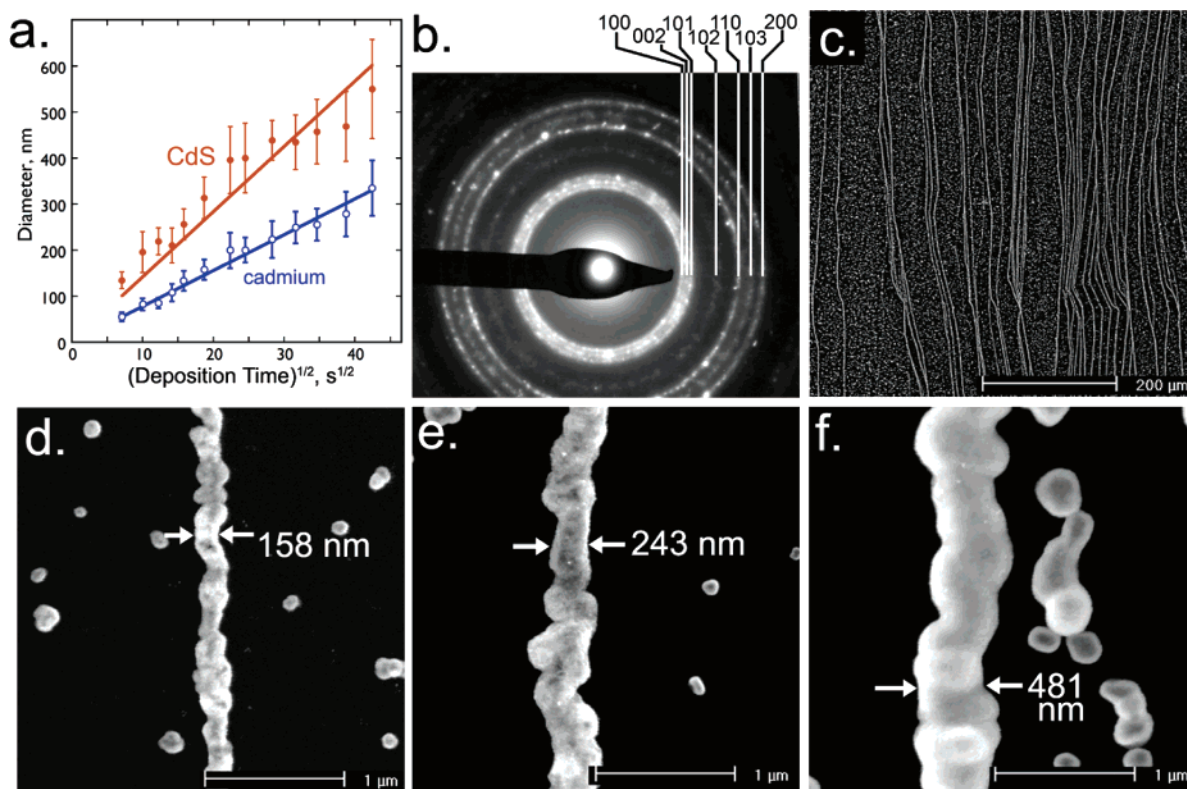 a.
Diameter, nm
600
500
400
300
200
100
0
CdS
cadmium
0 10 20 30 40
(Deposition Time)1/2, s1/2
b.
100 002 101 102 110 103 200
c.
200 µm
d.
158 nm
1 µm
e.
243 nm
1 µm
f.
481
nm
1 µm